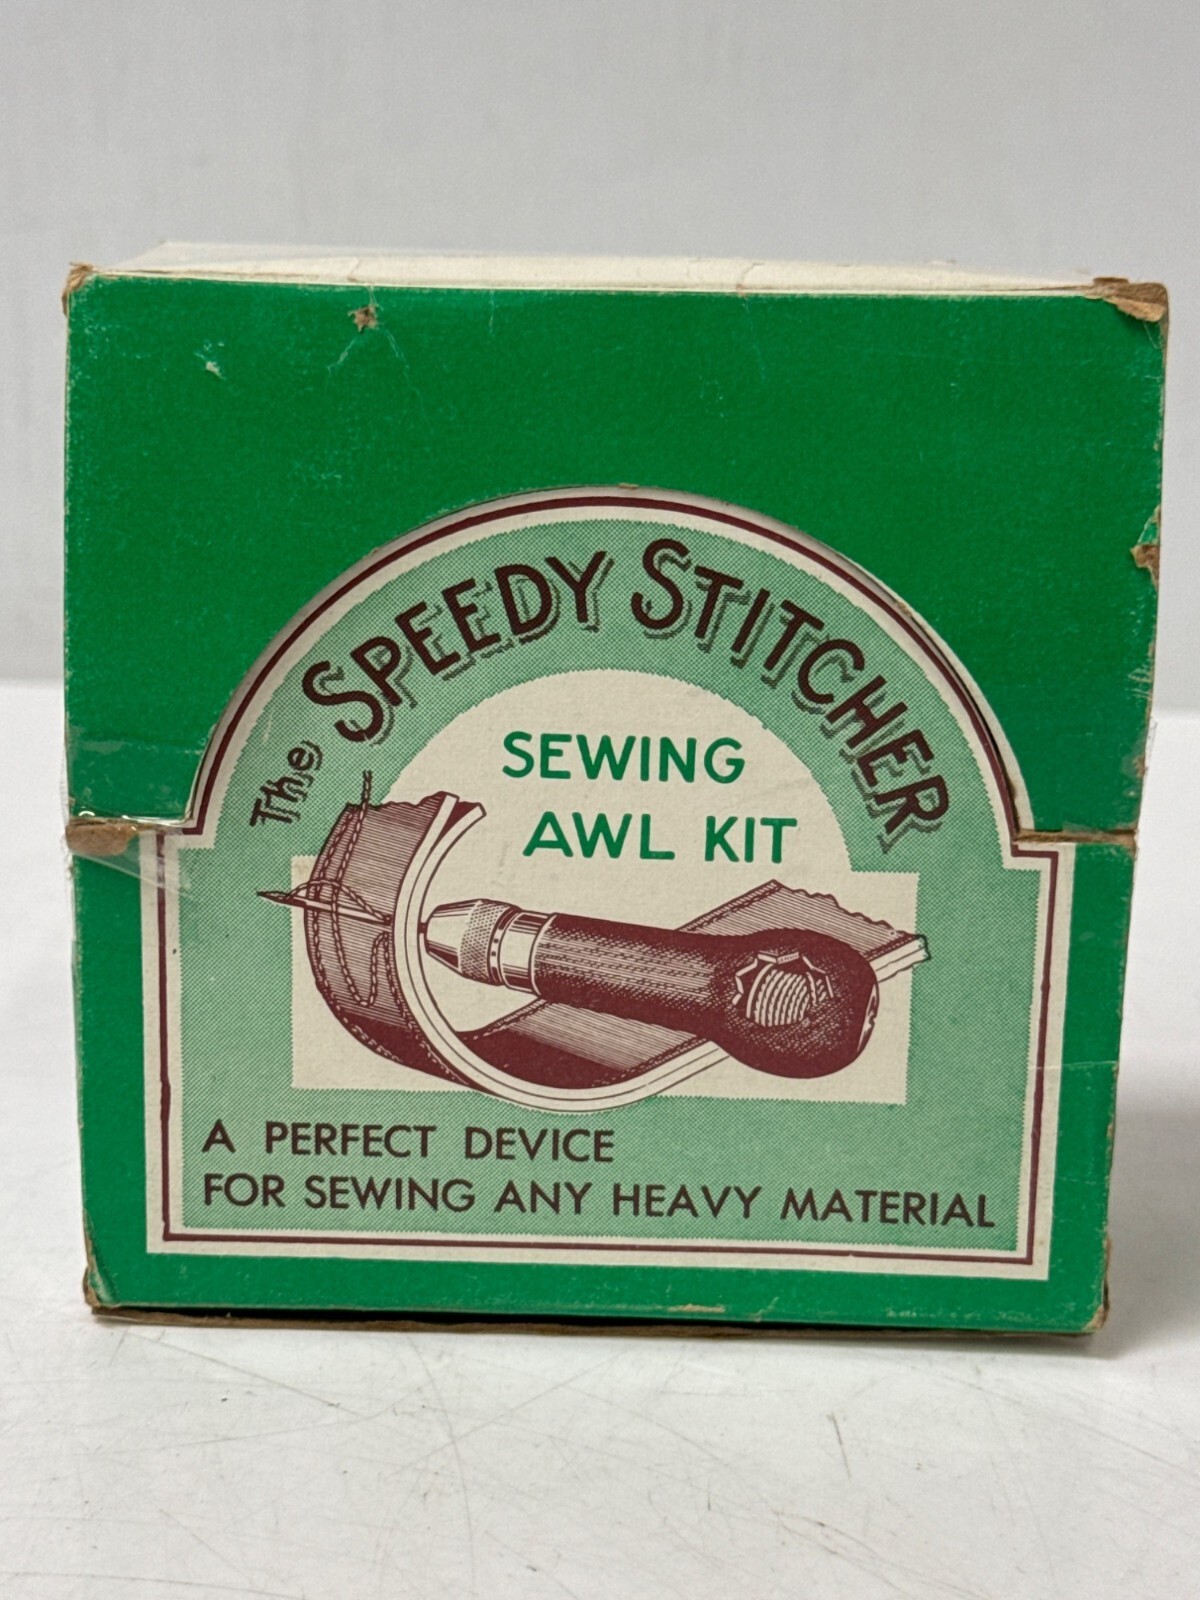 The SPEEDY STITCHER
SEWING
AWL KIT
A PERFECT DEVICE
FOR SEWING ANY HEAVY MATERIAL